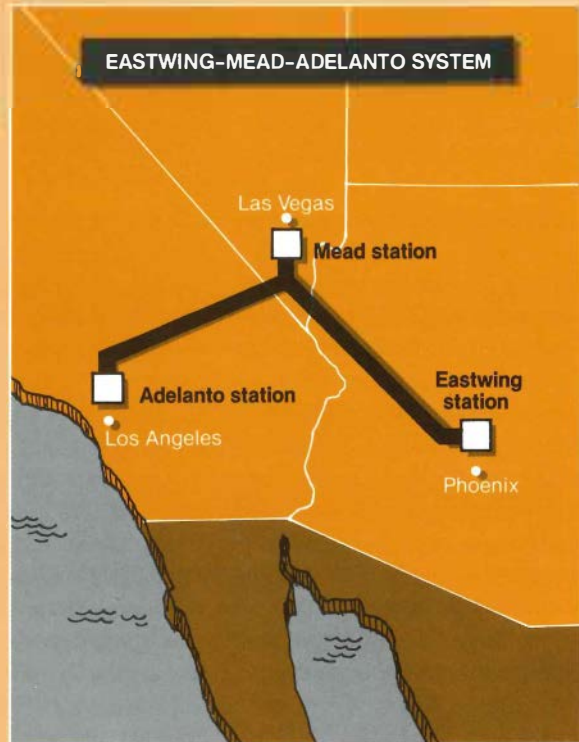 EASTWING-MEAD-ADELANTO SYSTEM
Las Vegas
Mead station
Adelanto station
Los Angeles
Eastwing
station
Phoenix